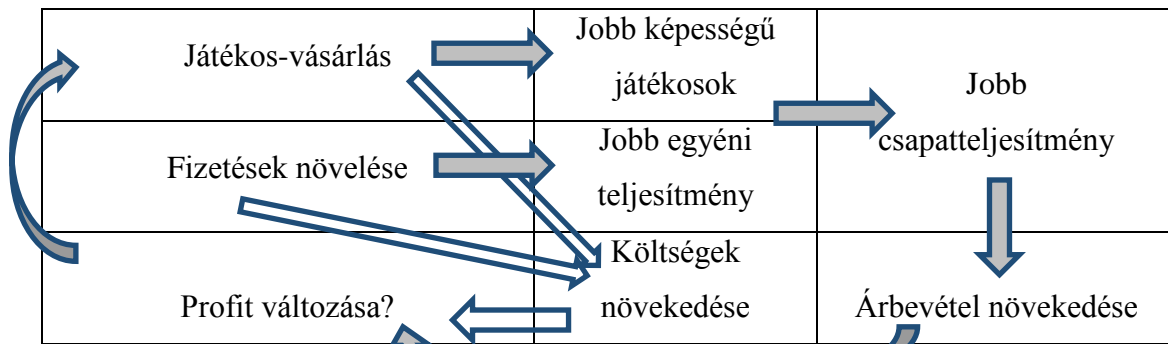 Játékos-vásárlás
Jobb képességű
játékosok
Jobb
csapatteljesítmény
Fizetések növelése
Jobb egyéni
teljesítmény
Profit változása?
Költségek
növekedése
Árbevétel növekedése